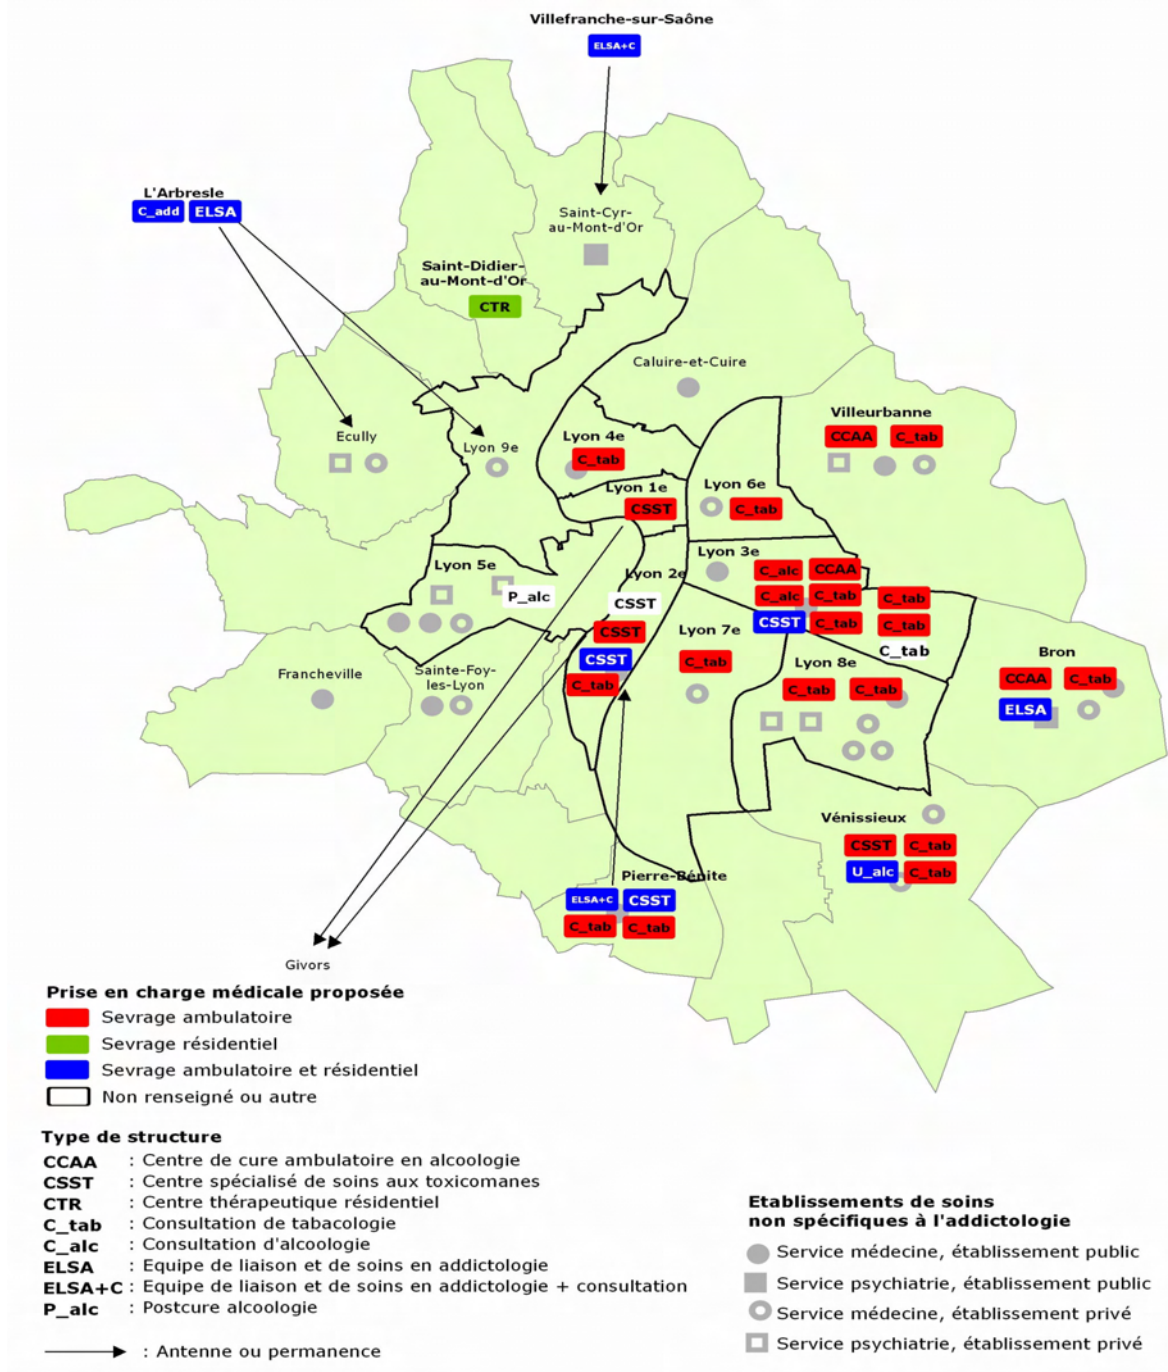 Villefranche-sur-Saône
ELSA+C
L'Arbresle
C_add ELSA
Saint-Cyr-
au-Mont-d'Or
Saint-Didier-
au-Mont-d'Or
CTR
Caluire-et-Cuire
Villeurbanne
CCAA C_tab
Ecully
Lyon 9e
Lyon 4e
C_tab
Lyon 1e
CSST
Lyon 6e
C_tab
Lyon 3e
C_alc CCAA
C_alc C_tab C_tab
CSST C_tab C_tab
C_tab
Lyon 5e
P_alc
Lyon 2e
CSST
CSST
CSST
C_tab
Lyon 7e
C_tab
Lyon 8e
C_tab C_tab
Bron
CCAA C_tab
ELSA
Francheville
Sainte-Foy-
les-Lyon
Vénissieux
CSST C_tab
U_alc C_tab
Pierre-Bénite
ELSA+C CSST
C_tab C_tab
Givors
Prise en charge médicale proposée
Sevrage ambulatoire
Sevrage résidentiel
Sevrage ambulatoire et résidentiel
Non renseigné ou autre
Type de structure
CCAA : Centre de cure ambulatoire en alcoologie
CSST : Centre spécialisé de soins aux toxicomanes
CTR : Centre thérapeutique résidentiel
C_tab : Consultation de tabacologie
C_alc : Consultation d'alcoologie
ELSA : Equipe de liaison et de soins en addictologie
ELSA+C : Equipe de liaison et de soins en addictologie + consultation
P_alc : Postcure alcoologie
: Antenne ou permanence
Etablissements de soins
non spécifiques à l'addictologie
Service médecine, établissement public
Service psychiatrie, établissement public
Service médecine, établissement privé
Service psychiatrie, établissement privé